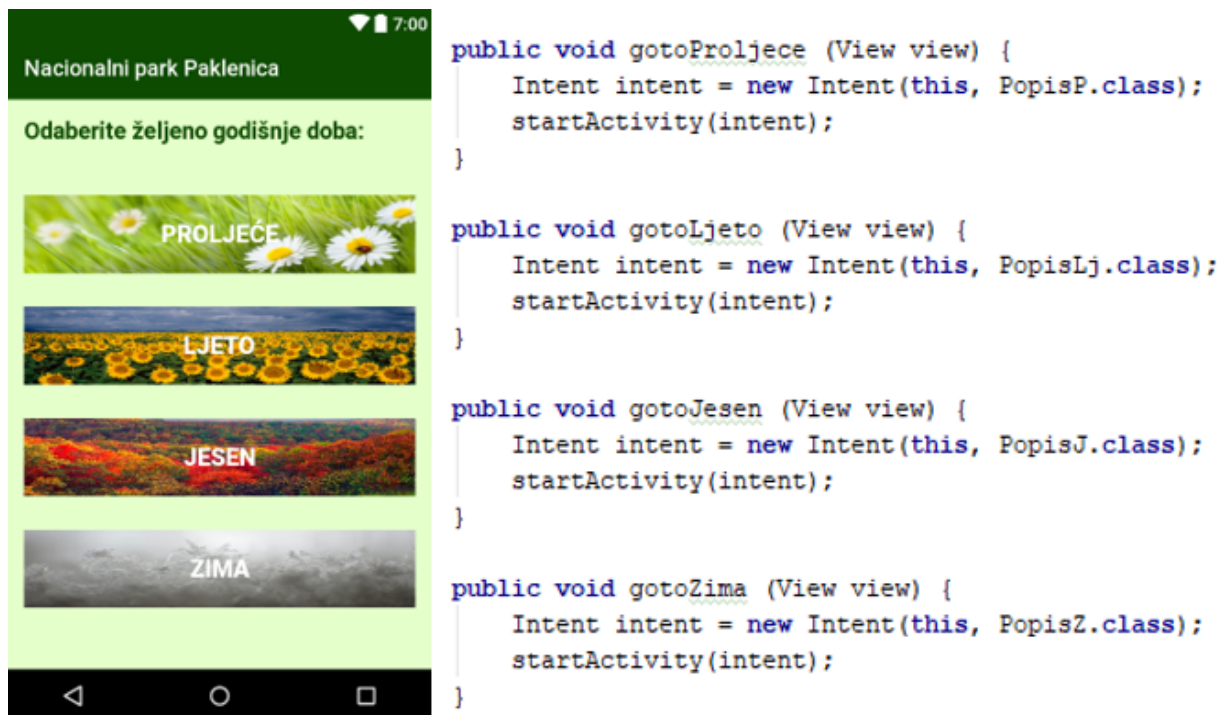 7:00
Nacionalni park Paklenica
Odaberite željeno godišnje doba:
PROLJEĆE
LJETO
JESEN
ZIMA
public void gotoProljece (View view) {
Intent intent = new Intent(this, PopisP.class);
startActivity(intent);
}
public void gotoLjeto (View view) {
Intent intent = new Intent(this, PopisLj.class);
startActivity(intent);
}
public void gotoJesen (View view) {
Intent intent = new Intent(this, PopisJ.class);
startActivity(intent);
}
public void gotoZima (View view) {
Intent intent = new Intent(this, PopisZ.class);
startActivity(intent);
}